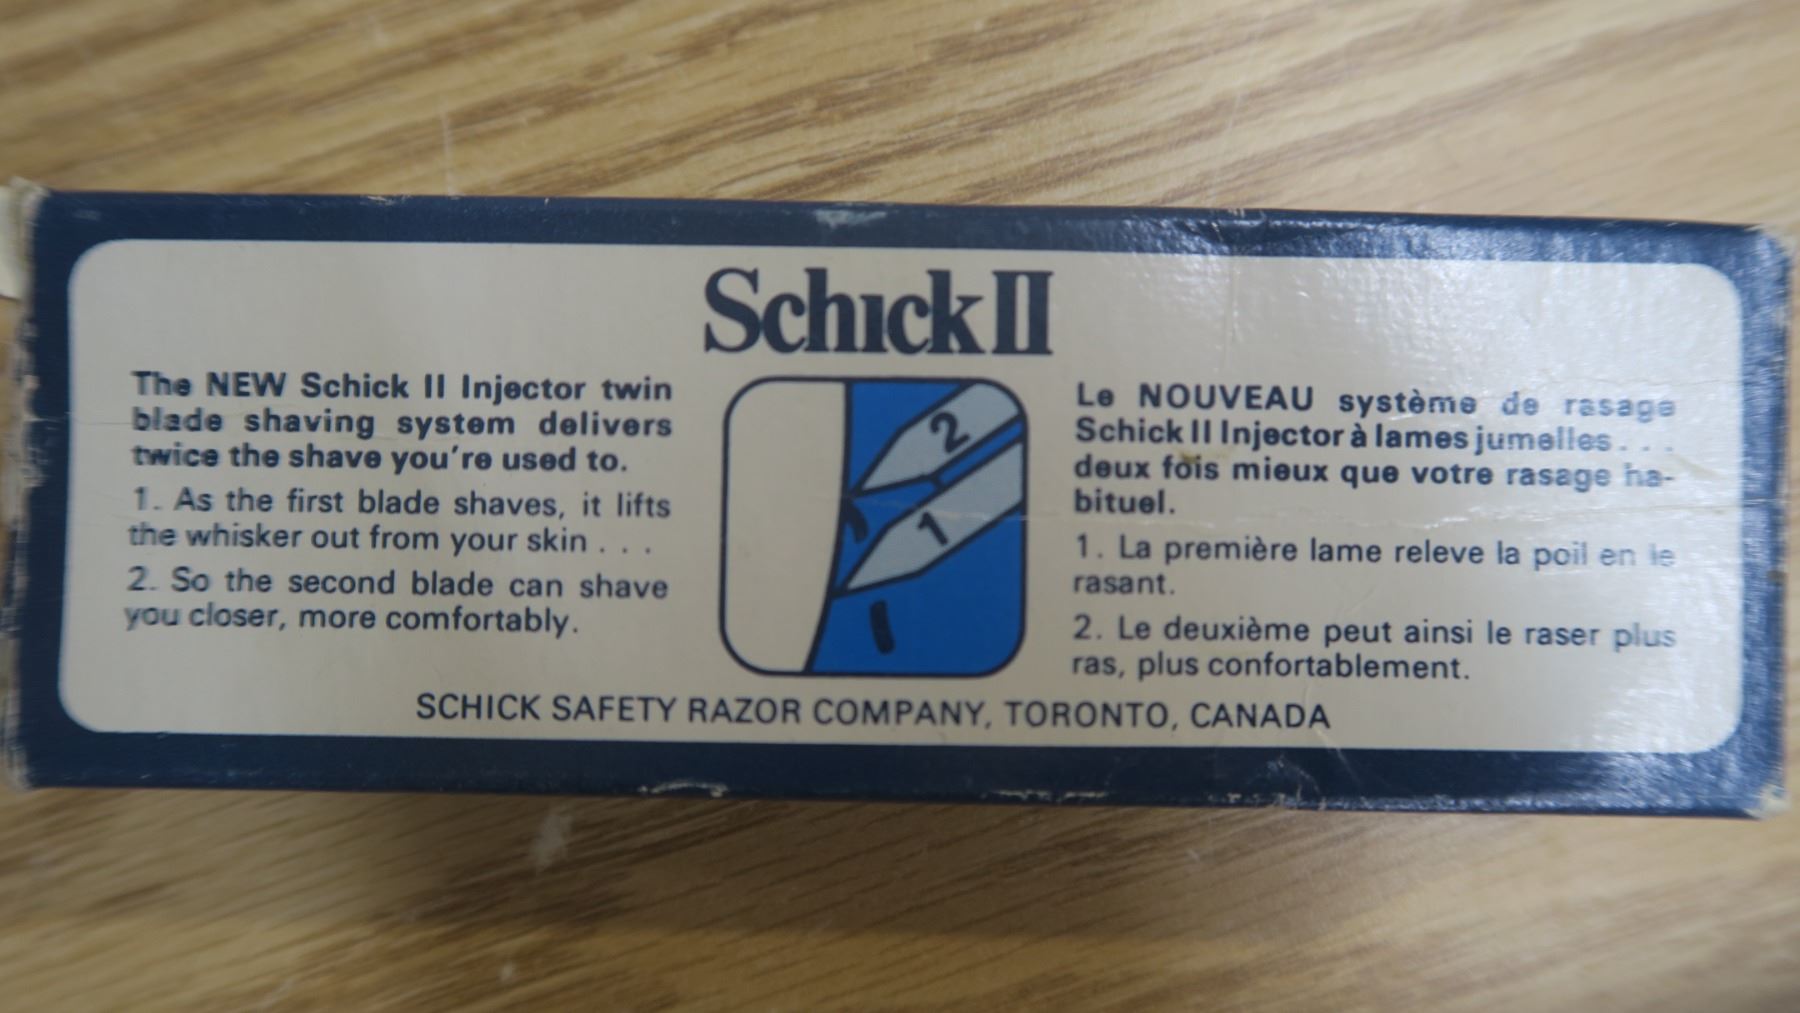 Schick II
The NEW Schick II Injector twin
blade shaving system delivers
twice the shave you're used to.
1. As the first blade shaves, it lifts
the whisker out from your skin . . .
2. So the second blade can shave
you closer, more comfortably.
2
1
Le NOUVEAU système de rasage
Schick II Injector à lames jumelles . . .
deux fois mieux que votre rasage ha-
bituel.
1. La première lame releve la poil en le
rasant.
2. Le deuxième peut ainsi le raser plus
ras, plus confortablement.
SCHICK SAFETY RAZOR COMPANY, TORONTO, CANADA